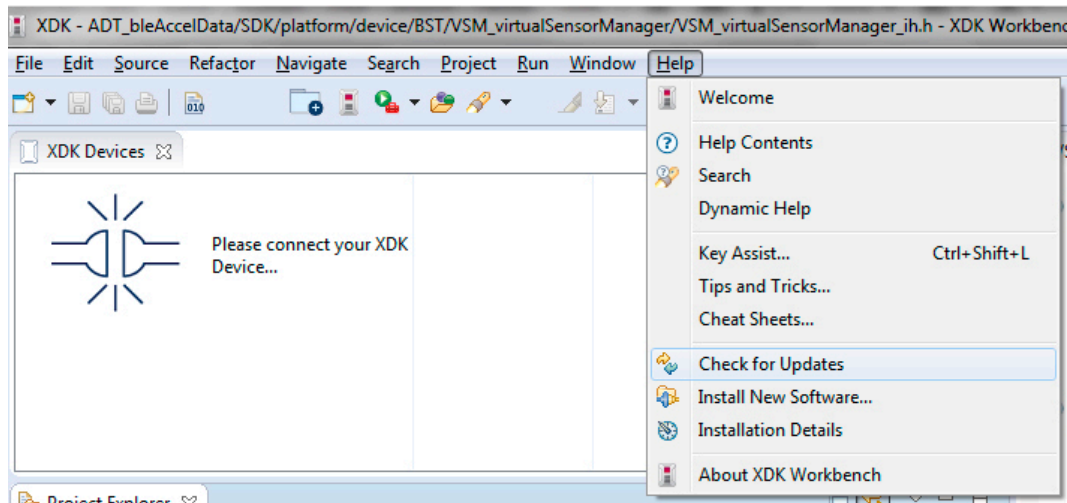 XDK - ADT_bleAccelData/SDK/platform/device/BST/VSM_virtualSensorManager/VSM_virtualSensorManager_ih.h - XDK Workbenc
File Edit Source Refactor Navigate Search Project Run Window Help
010
XDK Devices
Please connect your XDK
Device...
Welcome
Help Contents
Search
Dynamic Help
Key Assist... Ctrl+Shift+L
Tips and Tricks...
Cheat Sheets...
Check for Updates
Install New Software...
Installation Details
About XDK Workbench
Project Explorer